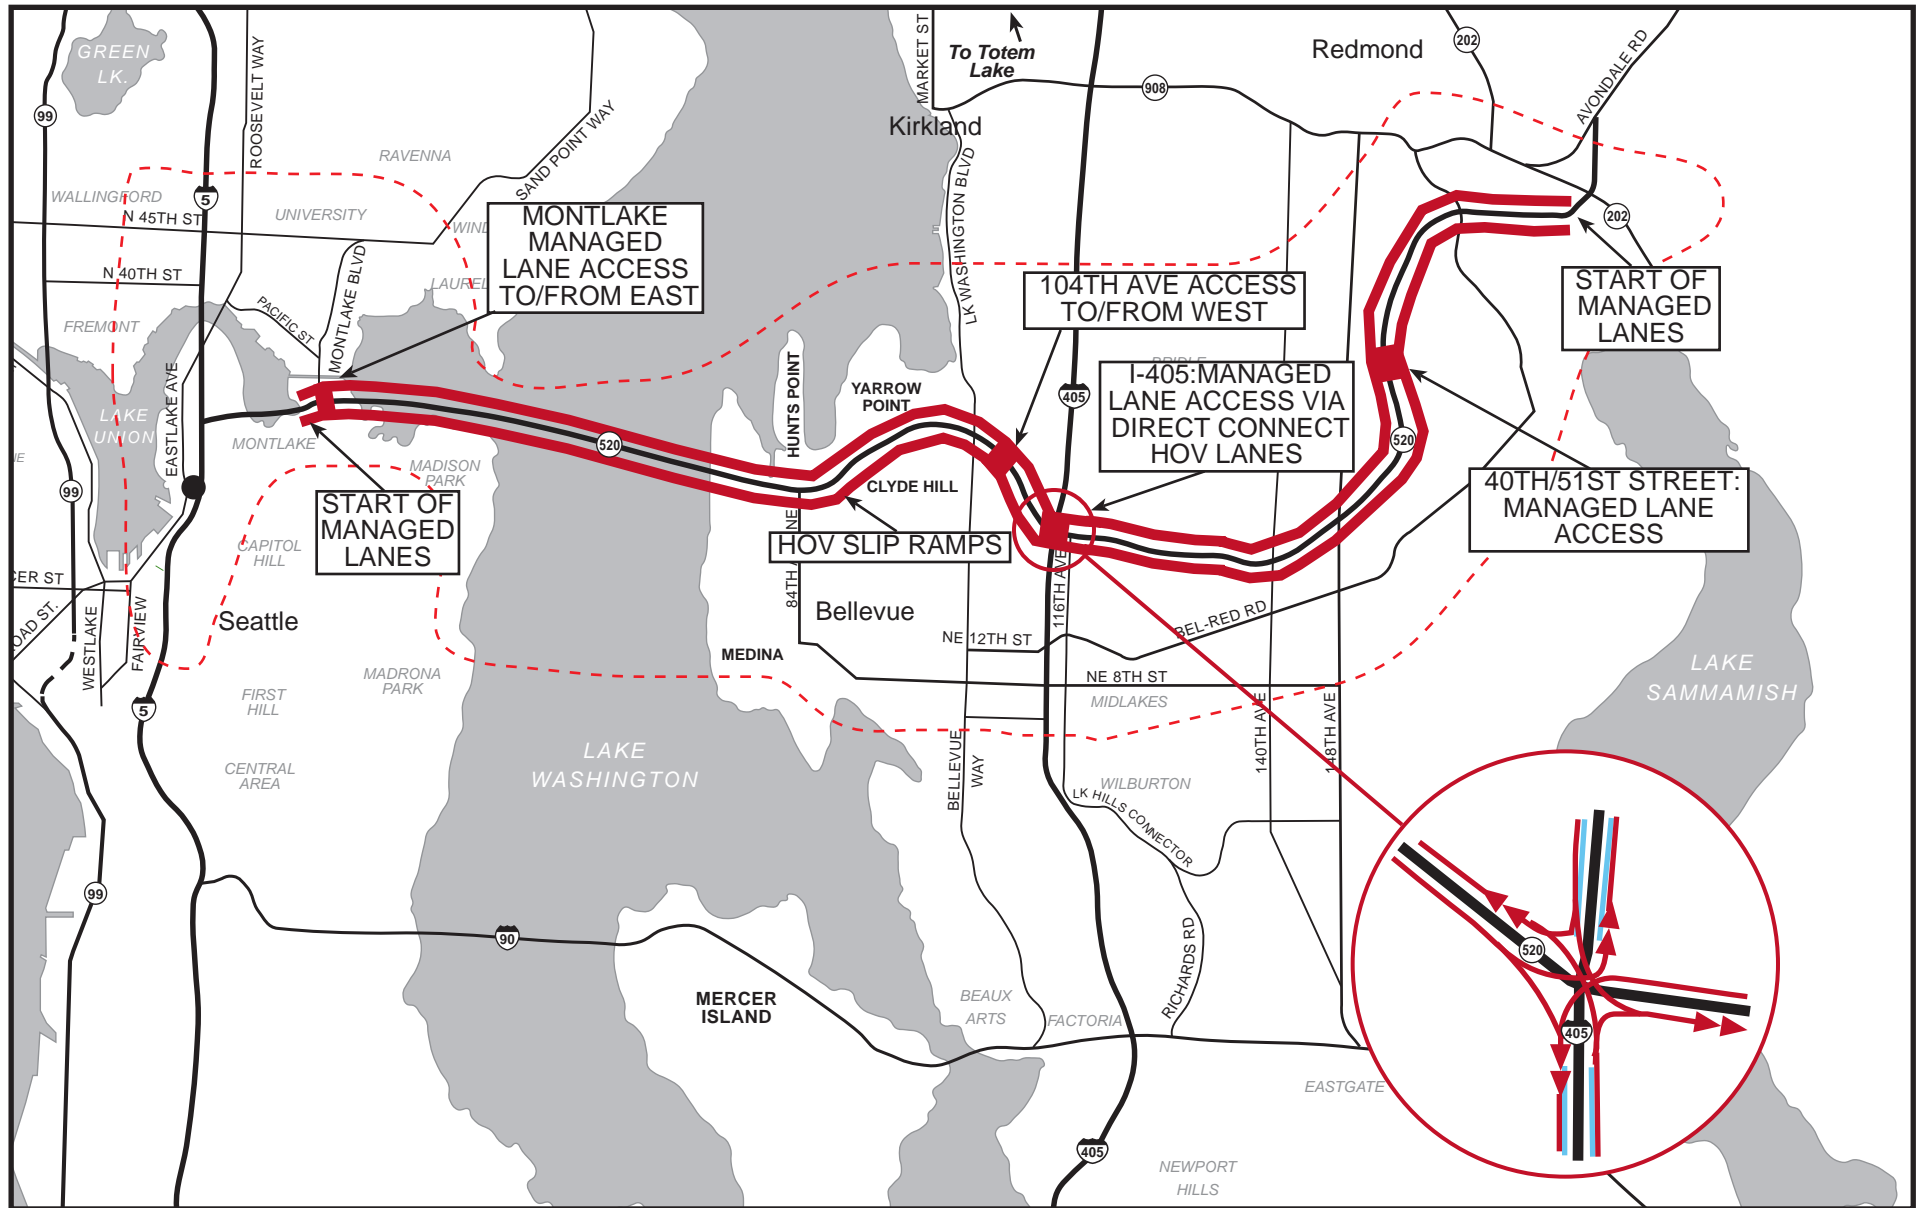 GREEN
LK.
ROOSEVELT WAY
MARKET ST
To Totem
Lake
Redmond
202
AVONDALE RD
99
908
Kirkland
RAVENNA
SAND POINT WAY
LK WASHINGTON BLVD
WALLINGFORD
5
UNIVERSITY
N 45TH ST
WIND
MONTLAKE
MANAGED
LANE ACCESS
TO/FROM EAST
202
N 40TH ST
MONTLAKE BLVD
LAUREL
104TH AVE ACCESS
TO/FROM WEST
START OF
MANAGED
LANES
PACIFIC ST
FREMONT
EASTLAKE AVE
HUNTS POINT
YARROW
POINT
BRIDLE
405
I-405:MANAGED
LANE ACCESS VIA
DIRECT CONNECT
HOV LANES
LAKE
UNION
MONTLAKE
520
520
MADISON
PARK
CLYDE HILL
40TH/51ST STREET:
MANAGED LANE
ACCESS
99
START OF
MANAGED
LANES
HOV SLIP RAMPS
CAPITOL
HILL
CER ST
OAD ST.
WESTLAKE
FAIRVIEW
Seattle
84TH A NE
Bellevue
116TH AVE
BEL-RED RD
NE 12TH ST
MEDINA
NE 8TH ST
MADRONA
PARK
FIRST
HILL
MIDLAKES
140TH AVE
148TH AVE
LAKE
SAMMAMISH
5
LAKE
WASHINGTON
BELLEVUE
WAY
CENTRAL
AREA
WILBURTON
LK HILLS CONNECTOR
99
90
RICHARDS RD
520
MERCER
ISLAND
BEAUX
ARTS
FACTORIA
405
EASTGATE
405
NEWPORT
HILLS